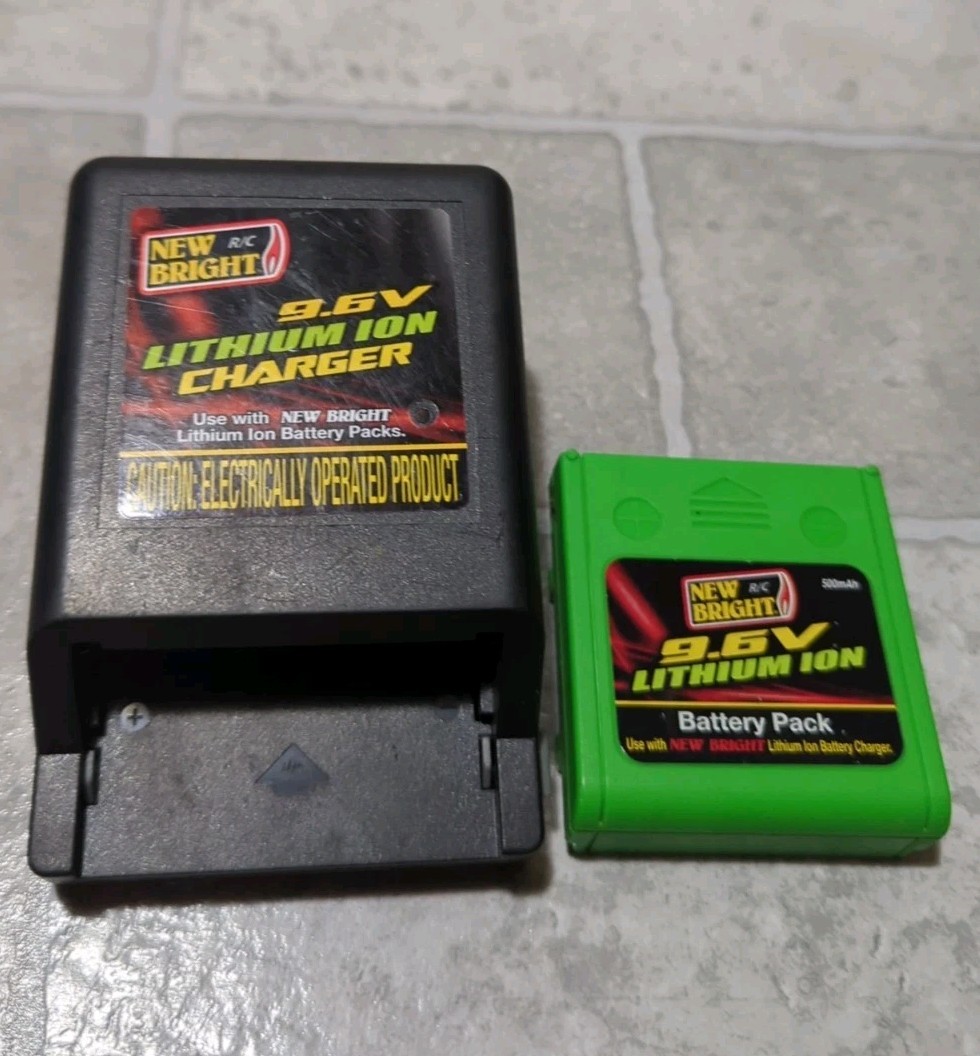 NEW R/C
BRIGHT
9.6V
LITHIUM ION
CHARGER
Use with NEW BRIGHT
Lithium Ion Battery Packs.
CAUTION: ELECTRICALLY OPERATED PRODUCT
NEW R/C
BRIGHT
500mAh
9.6V
LITHIUM ION
Battery Pack
Use with NEW BRIGHT Lithium Ion Battery Charger.